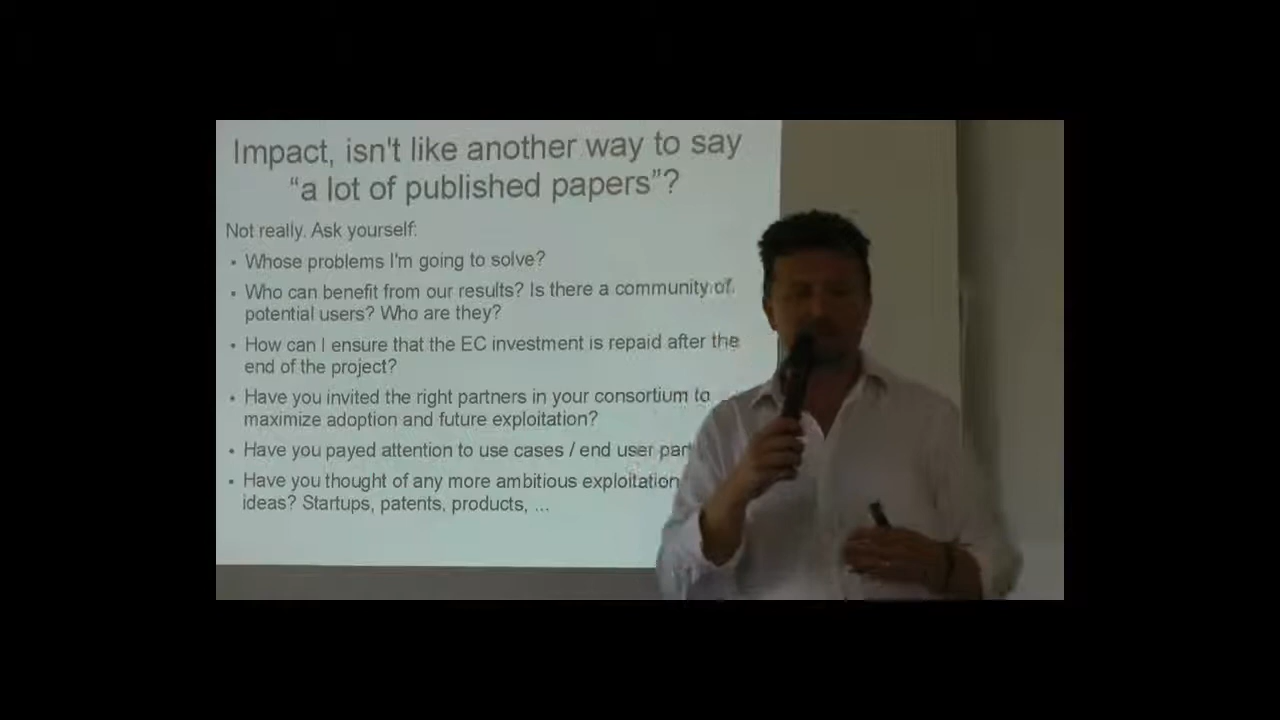 Impact, isn't like another way to say
“a lot of published papers”?
Not really. Ask yourself:
• Whose problems I'm going to solve?
• Who can benefit from our results? Is there a community of
potential users? Who are they?
• How can I ensure that the EC investment is repaid after the
end of the project?
• Have you invited the right partners in your consortium to
maximize adoption and future exploitation?
• Have you payed attention to use cases / end user
• Have you thought of any more ambitious exploitation
ideas? Startups, patents, products, ...